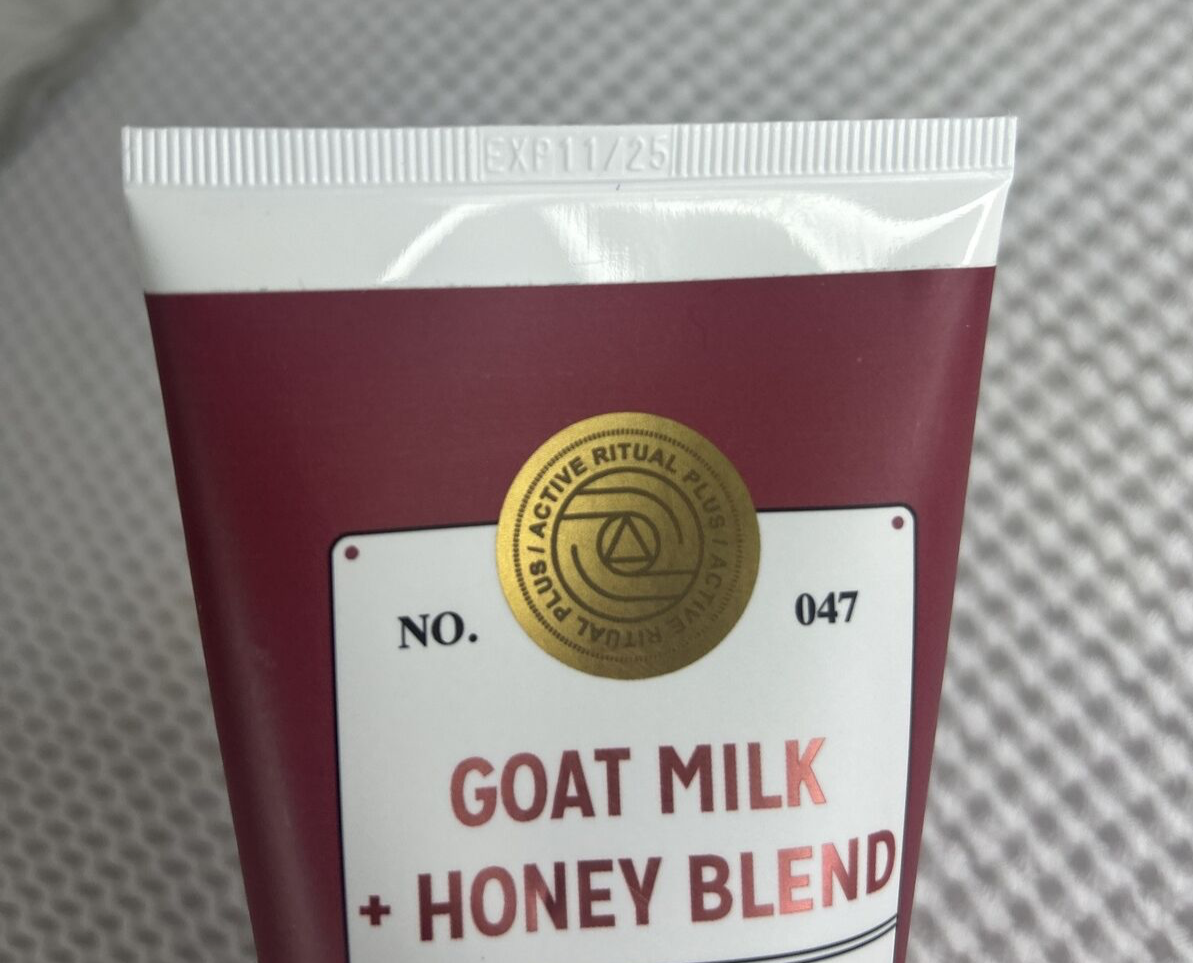 EXP11/25
ACTIVE RITUAL PLUS / ACTIVE RITUAL PLUS /
NO. 047
GOAT MILK
+ HONEY BLEND